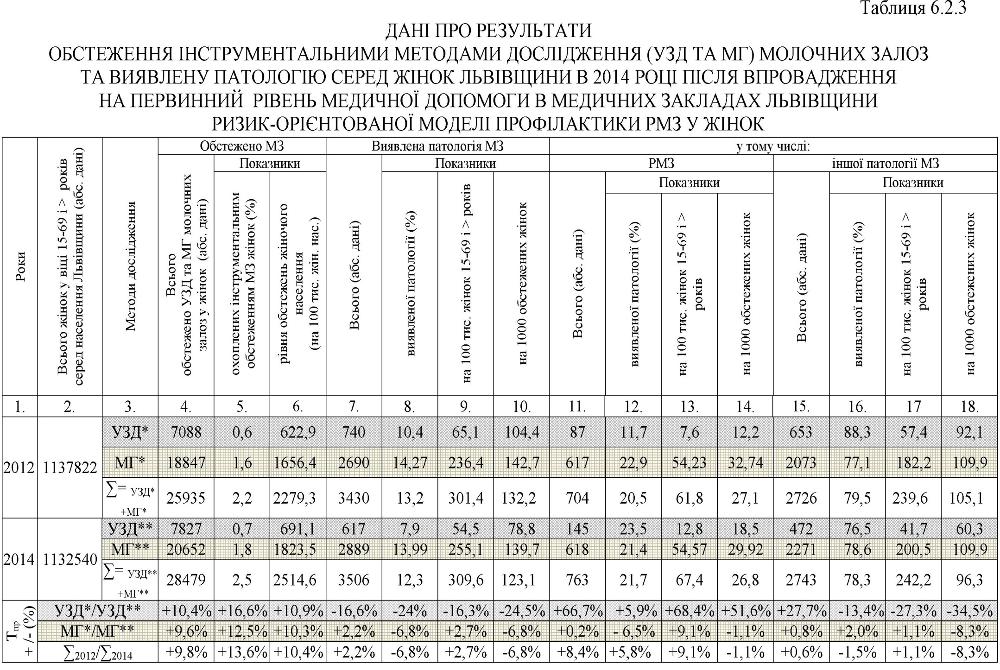 Таблиця 6.2.3
ДАНІ ПРО РЕЗУЛЬТАТИ
ОБСТЕЖЕННЯ ІНСТРУМЕНТАЛЬНИМИ МЕТОДАМИ ДОСЛІДЖЕННЯ (УЗД ТА МГ) МОЛОЧНИХ ЗАЛОЗ
ТА ВИЯВЛЕНУ ПАТОЛОГІЮ СЕРЕД ЖІНОК ЛЬВІВЩИНИ В 2014 РОЦІ ПІСЛЯ ВПРОВАДЖЕННЯ
НА ПЕРВИННИЙ РІВЕНЬ МЕДИЧНОЇ ДОПОМОГИ В МЕДИЧНИХ ЗАКЛАДАХ ЛЬВІВЩИНИ
РИЗИК-ОРІЄНТОВАНОЇ МОДЕЛІ ПРОФІЛАКТИКИ РМЗ У ЖІНОК
Роки
Всього жінок у віці 15-69 і > років
серед населення Львівщини (абс. дані)
Методи дослідження
Обстежено МЗ
Виявлена патологія МЗ
у тому числі:
Показники
Показники
РМЗ
іншої патології МЗ
Показники
Показники
Всього
обстежено УЗД та МГ молочних
залоз у жінок (абс. дані)
охоплених інструментальним
обстеженням МЗ жінок (%)
рівня обстежень жіночого
населення
(на 100 тис. жін. нас.)
Всього (абс. дані)
виявленої патології (%)
на 100 тис. жінок 15-69 і > років
на 1000 обстежених жінок
Всього (абс. дані)
виявленої патології (%)
на 100 тис. жінок 15-69 і >
років
на 1000 обстежених жінок
Всього (абс. дані)
виявленої патології (%)
на 100 тис. жінок 15-69 і >
років
на 1000 обстежених жінок
1. 2. 3. 4. 5. 6. 7. 8. 9. 10. 11. 12. 13. 14. 15. 16. 17 18.
2012 1137822
УЗД* 7088 0,6 622,9 740 10,4 65,1 104,4 87 11,7 7,6 12,2 653 88,3 57,4 92,1
МГ* 18847 1,6 1656,4 2690 14,27 236,4 142,7 617 22,9 54,23 32,74 2073 77,1 182,2 109,9
∑= УЗД*
+МГ*
25935 2,2 2279,3 3430 13,2 301,4 132,2 704 20,5 61,8 27,1 2726 79,5 239,6 105,1
2014 1132540
УЗД** 7827 0,7 691,1 617 7,9 54,5 78,8 145 23,5 12,8 18,5 472 76,5 41,7 60,3
МГ** 20652 1,8 1823,5 2889 13,99 255,1 139,7 618 21,4 54,57 29,92 2271 78,6 200,5 109,9
∑= УЗД**
+МГ**
28479 2,5 2514,6 3506 12,3 309,6 123,1 763 21,7 67,4 26,8 2743 78,3 242,2 96,3
Тпр
+ /- (%)
УЗД*/УЗД** +10,4% +16,6% +10,9% -16,6% -24% -16,3% -24,5% +66,7% +5,9% +68,4% +51,6% +27,7% -13,4% -27,3% -34,5%
МГ*/МГ** +9,6% +12,5% +10,3% +2,2% -6,8% +2,7% -6,8% +0,2% - 6,5% +9,1% -1,1% +0,8% +2,0% +1,1% -8,3%
∑2012/∑2014 +9,8% +13,6% +10,4% +2,2% -6,8% +2,7% -6,8% +8,4% +5,8% +9,1% -1,1% +0,6% -1,5% +1,1% -8,3%